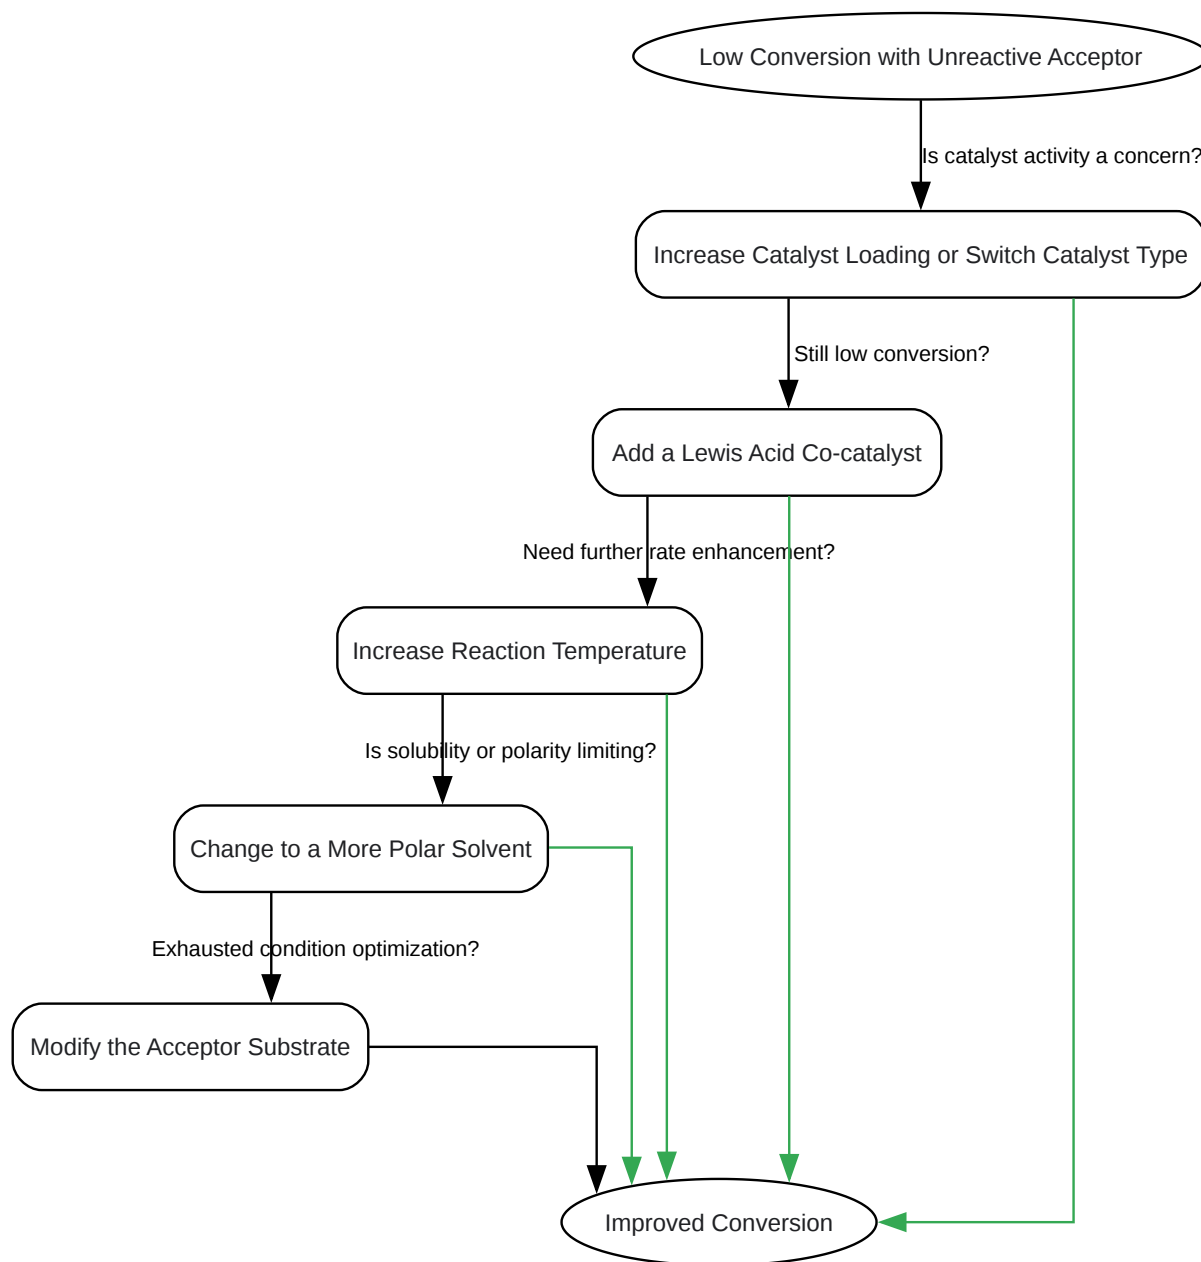 Low Conversion with Unreactive Acceptor
Is catalyst activity a concern?
Increase Catalyst Loading or Switch Catalyst Type
Still low conversion?
Add a Lewis Acid Co-catalyst
Need further rate enhancement?
Increase Reaction Temperature
Is solubility or polarity limiting?
Change to a More Polar Solvent
Exhausted condition optimization?
Modify the Acceptor Substrate
Improved Conversion